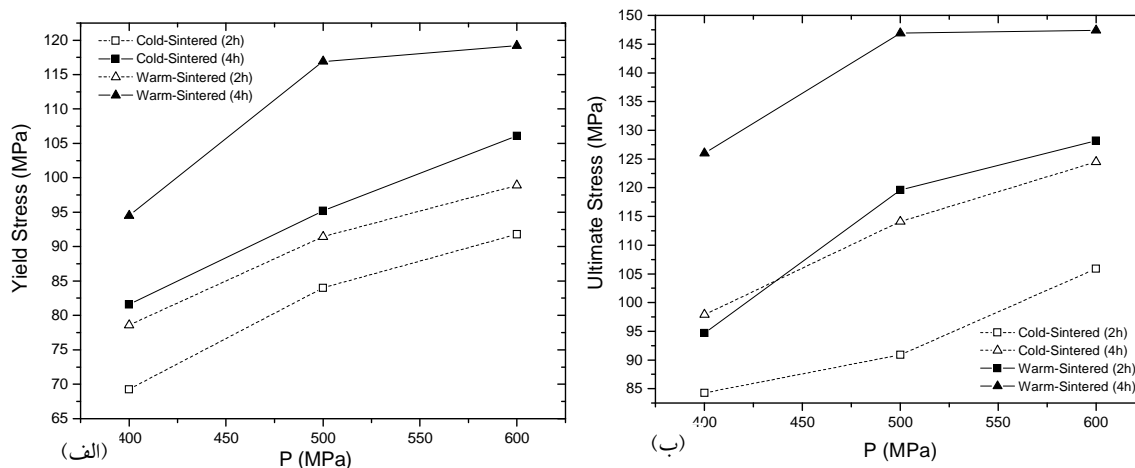 120
115
110
105
100
95
90
85
80
75
70
65
Yield Stress (MPa)
Cold-Sintered (2h)
Cold-Sintered (4h)
Warm-Sintered (2h)
Warm-Sintered (4h)
400 450 500 550 600
P (MPa)
(الف)
150
145
140
135
130
125
120
115
110
105
100
95
90
85
Ultimate Stress (MPa)
Cold-Sintered (2h)
Cold-Sintered (4h)
Warm-Sintered (2h)
Warm-Sintered (4h)
400 450 500 550 600
P (MPa)
(ب)